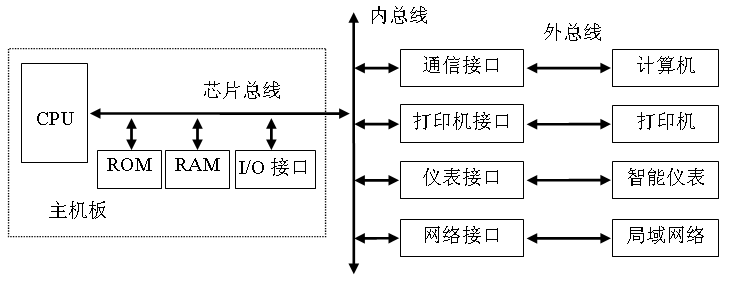 内总线
外总线
通信接口
计算机
芯片总线
CPU
打印机接口
打印机
ROM
RAM
I/O 接口
仪表接口
智能仪表
主机板
网络接口
局域网络